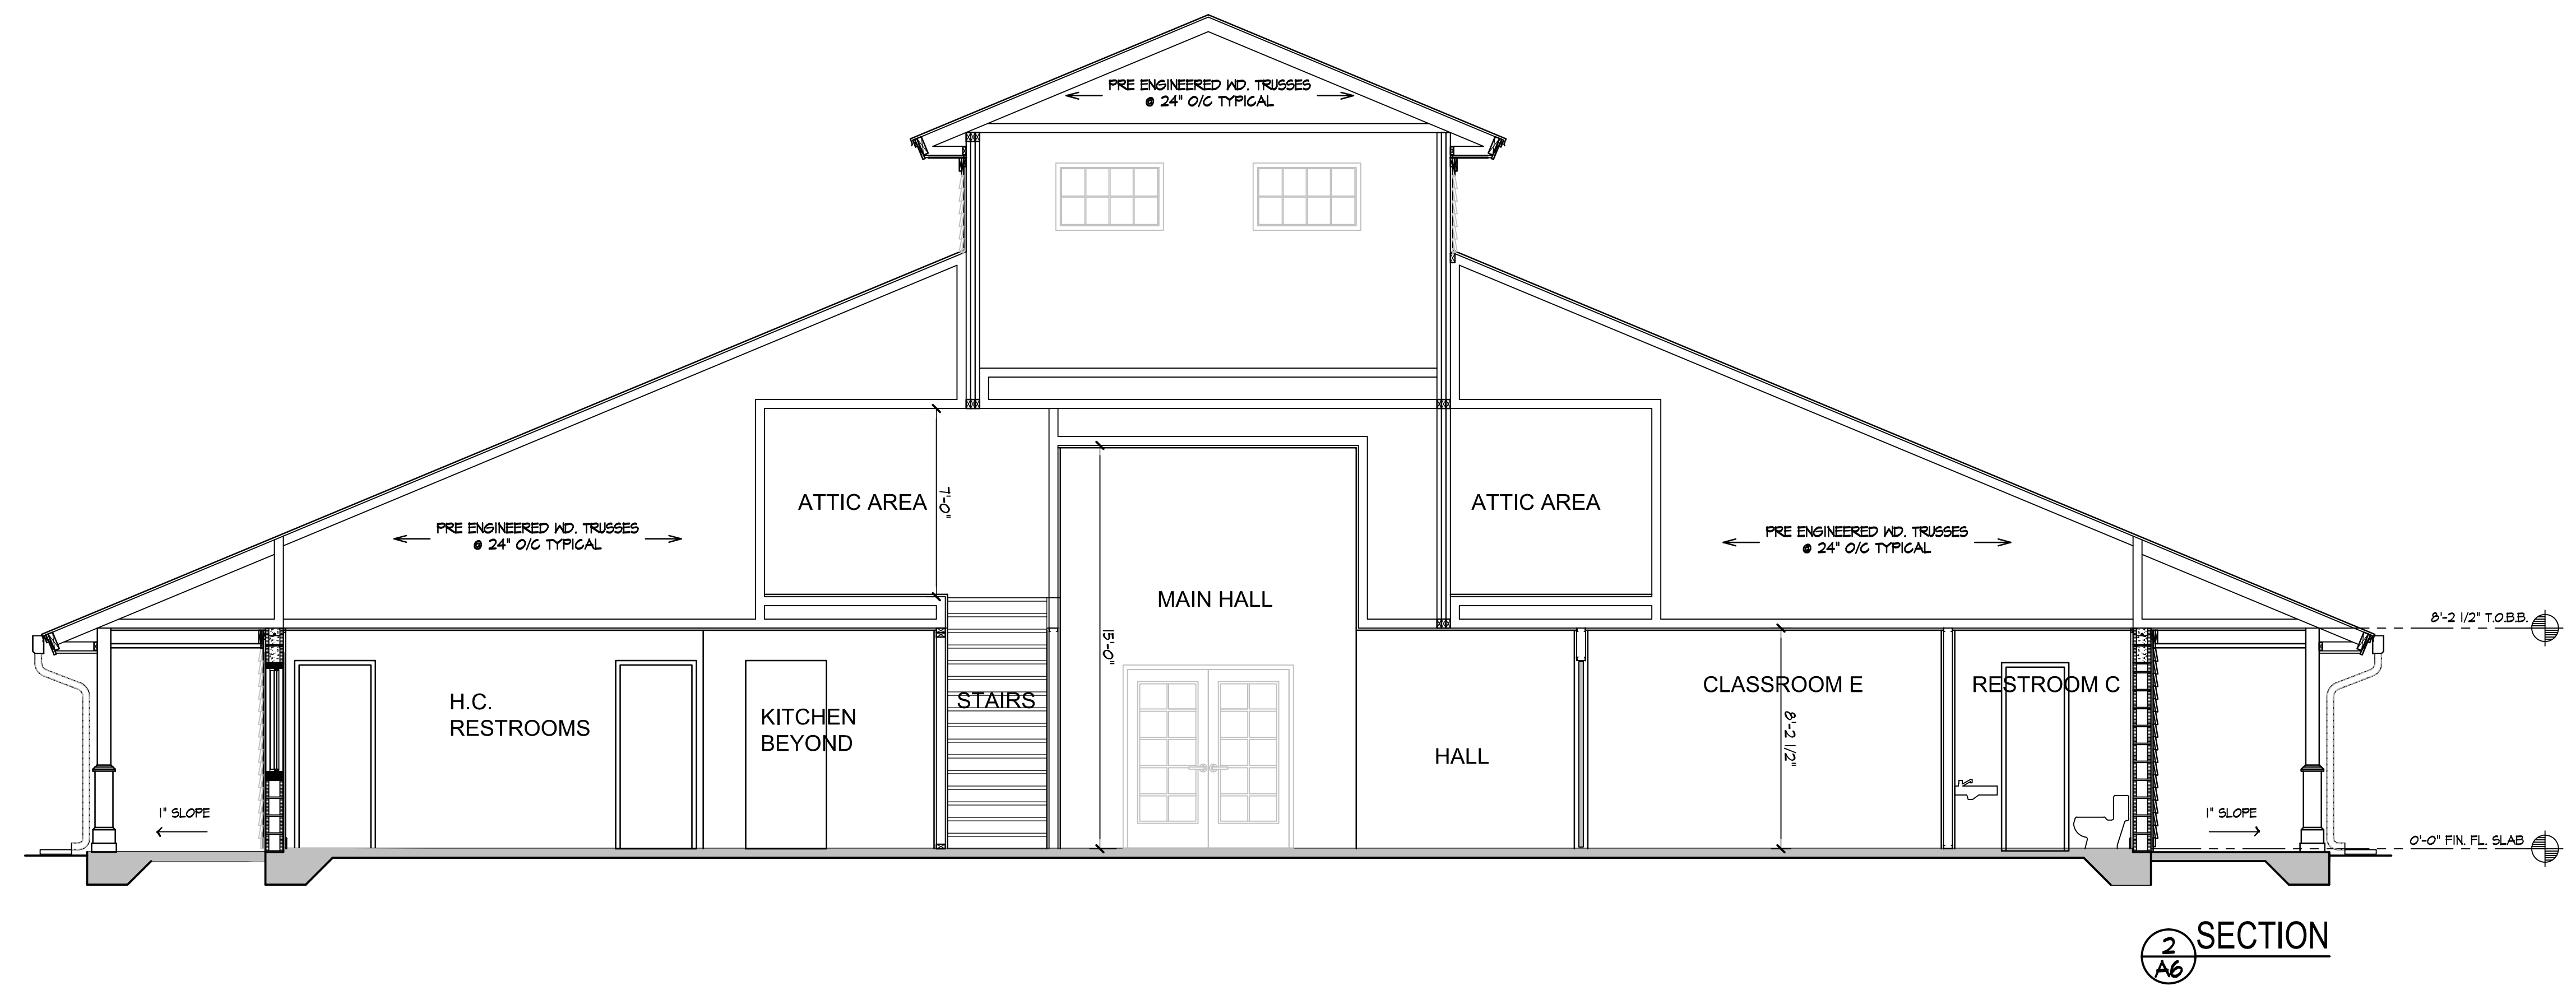 PRE ENGINEERED WD. TRUSSES
@ 24" O/C TYPICAL
ATTIC AREA
7'-0"
ATTIC AREA
PRE ENGINEERED WD. TRUSSES
@ 24" O/C TYPICAL
PRE ENGINEERED WD. TRUSSES
@ 24" O/C TYPICAL
MAIN HALL
15'-0"
8'-2 1/2" T.O.B.B.
H.C.
RESTROOMS
KITCHEN
BEYOND
STAIRS
HALL
CLASSROOM E
8'-2 1/2"
RESTROOM C
1" SLOPE
1" SLOPE
0'-0" FIN. FL. SLAB
2
A6
SECTION